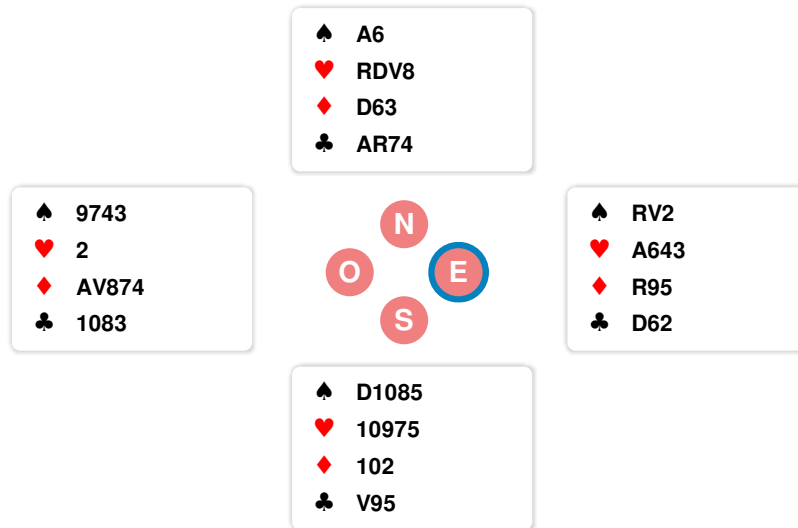 ♠ A6
♥ RDV8
♦ D63
♣ AR74
♠ 9743
♥ 2
♦ AV874
♣ 1083
N
O
E
S
♠ RV2
♥ A643
♦ R95
♣ D62
♠ D1085
♥ 10975
♦ 102
♣ V95